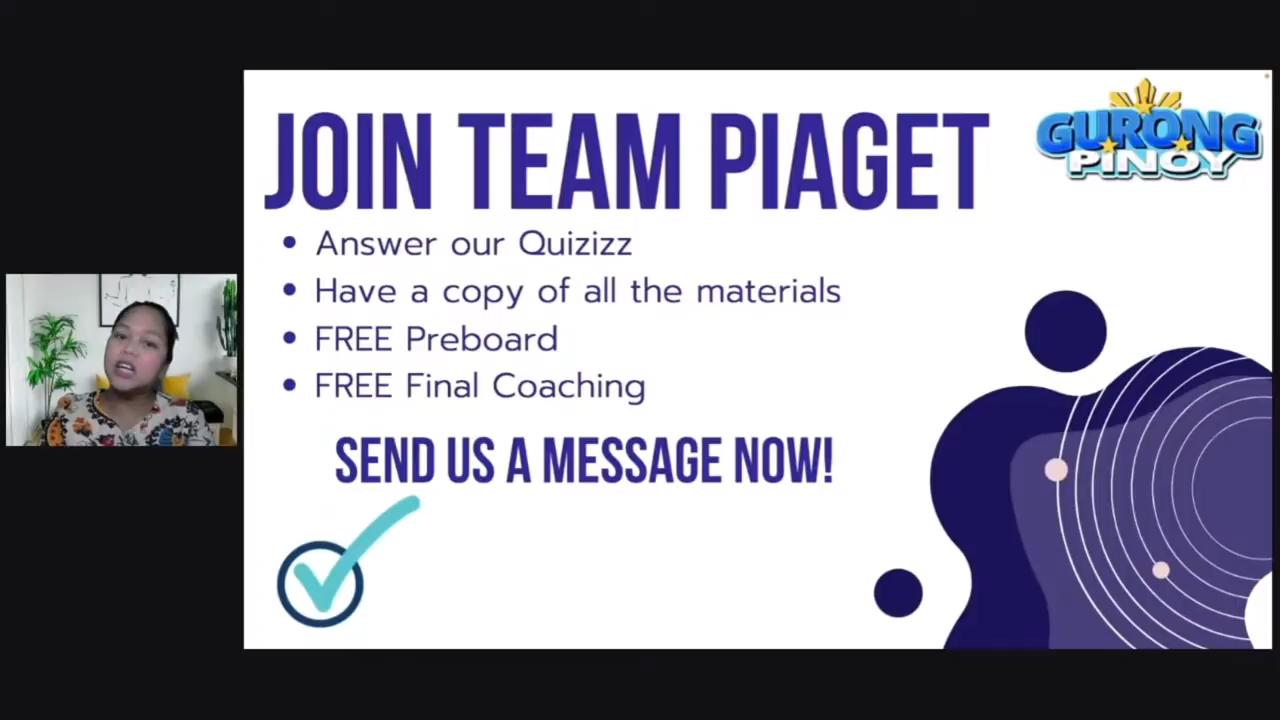 JOIN TEAM PIAGET
GURONG
PINOY
• Answer our Quizizz
• Have a copy of all the materials
• FREE Preboard
• FREE Final Coaching
SEND US A MESSAGE NOW!